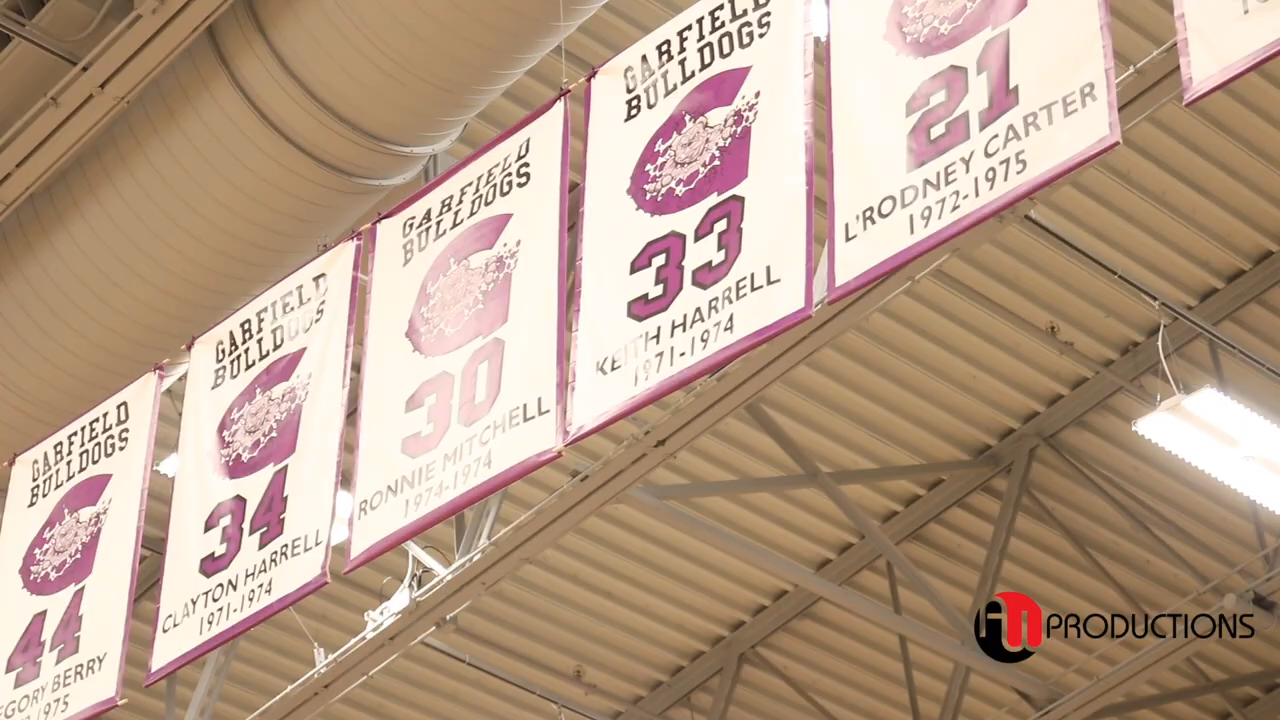 GARFIELD
BULLDOGS
44
BERRY
1975
GARFIELD
BULLDOGS
34
CLAYTON HARRELL
1971-1974
GARFIELD
BULLDOGS
30
RONNIE MITCHELL
1974-1974
GARFIELD
BULLDOGS
33
KEITH HARRELL
1971-1974
21
L'RODNEY CARTER
1972-1975
PRODUCTIONS